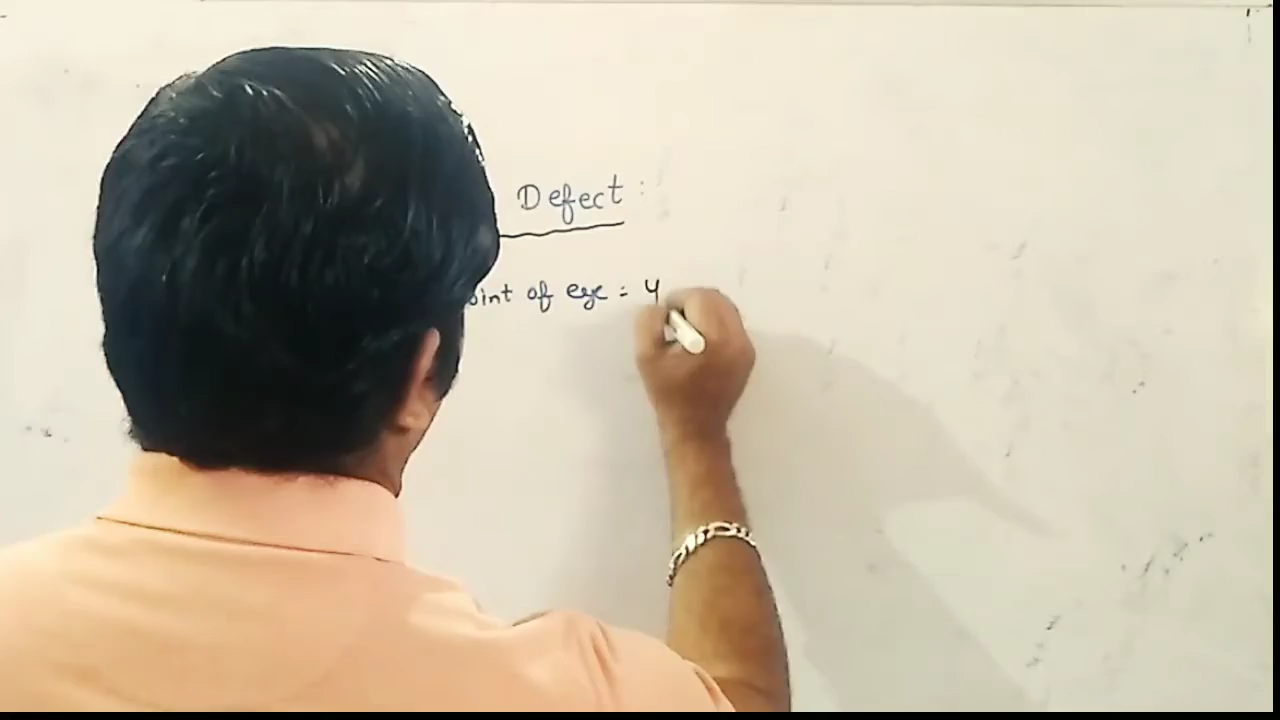 Defect :
oint of eye = 4